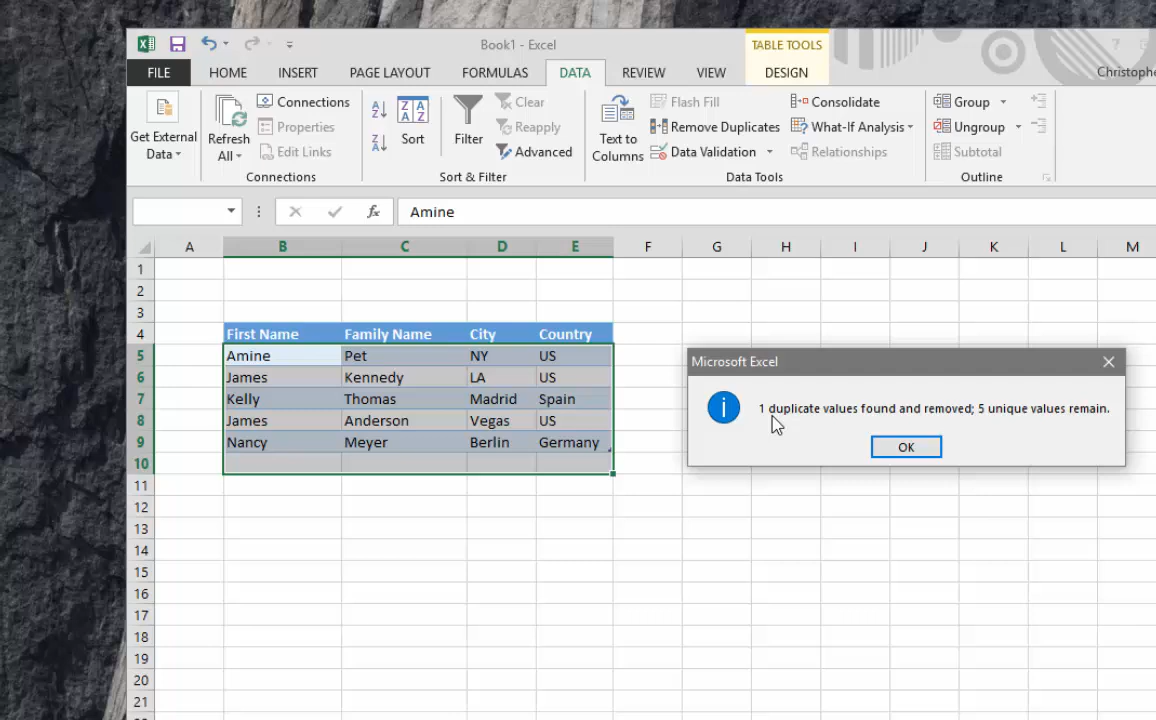 Book1 - Excel
TABLE TOOLS
?
FILE HOME INSERT PAGE LAYOUT FORMULAS DATA REVIEW VIEW DESIGN
Get External Data
Refresh All
Connections
Properties
Edit Links
Connections
Sort
Filter
Clear
Reapply
Advanced
Sort & Filter
Text to Columns
Flash Fill
Remove Duplicates
Data Validation
Consolidate
What-If Analysis
Relationships
Data Tools
Group
Ungroup
Subtotal
Outline
fx Amine
A B C D E F G H I J K L M
1
2
3
4 First Name Family Name City Country
5 Amine Pet NY US
6 James Kennedy LA US
7 Kelly Thomas Madrid Spain
8 James Anderson Vegas US
9 Nancy Meyer Berlin Germany
10
11
12
13
14
15
16
17
18
19
20
21
Microsoft Excel
1 duplicate values found and removed; 5 unique values remain.
OK